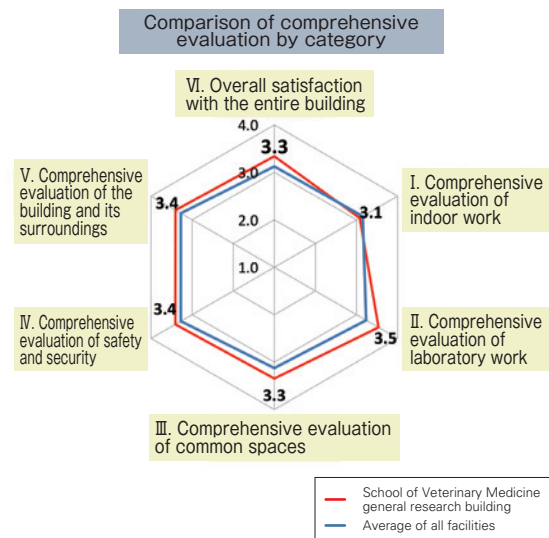 Comparison of comprehensive
evaluation by category
Ⅵ. Overall satisfaction
with the entire building
4.0
3.3
3.0
2.0
1.0
Ⅰ. Comprehensive
evaluation of
indoor work
3.1
Ⅱ. Comprehensive
evaluation of
laboratory work
3.5
Ⅲ. Comprehensive evaluation
of common spaces
3.3
Ⅳ. Comprehensive
evaluation of safety
and security
3.4
Ⅴ. Comprehensive
evaluation of the
building and its
surroundings
3.4
School of Veterinary Medicine
general research building
Average of all facilities